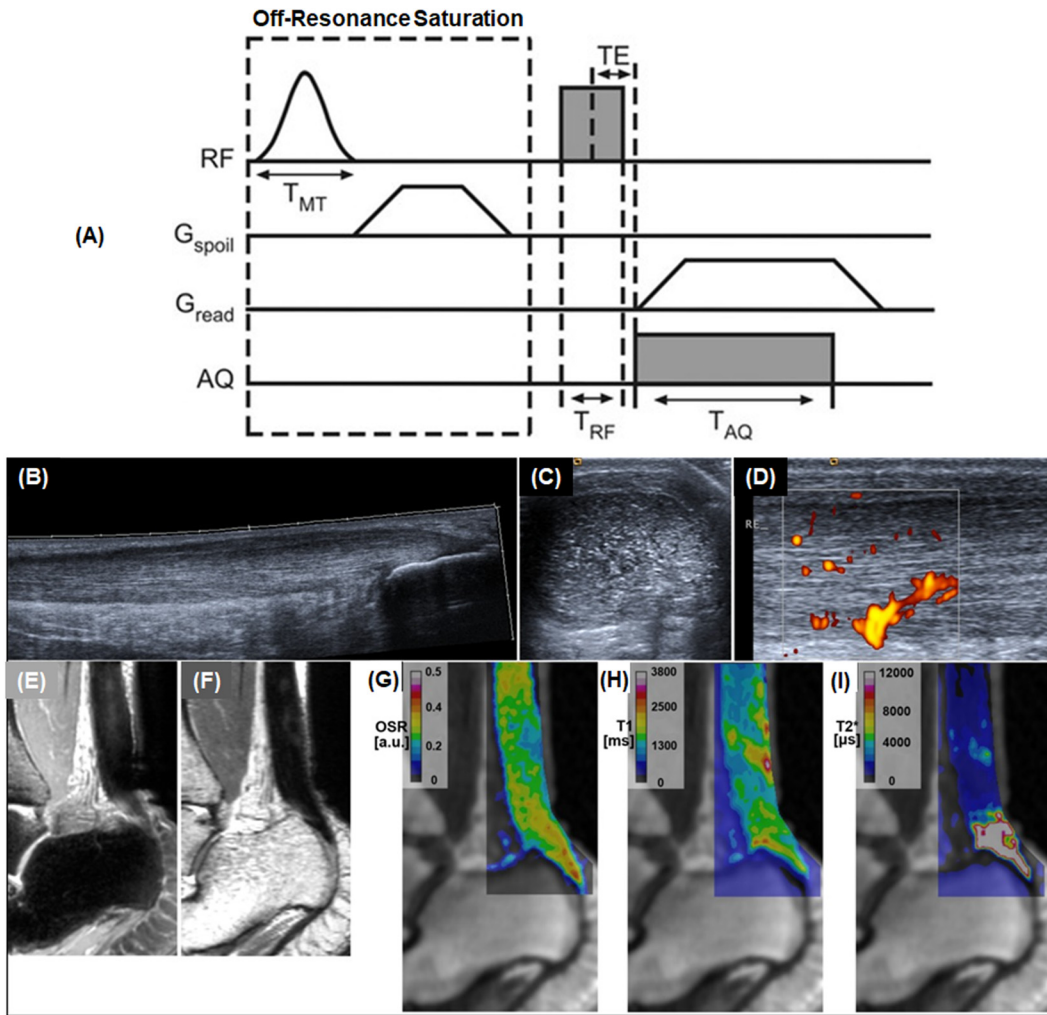 Off-Resonance Saturation
TE
RF
T_MT
(A)
G_spoil
G_read
AQ
T_RF
T_AQ
(B)
(C)
(D)
RE
(E)
(F)
(G)
0.5
0.4
OSR
[a.u.]
0.2
0
(H)
3800
2500
T1
[ms]
1300
0
(I)
12000
8000
T2*
[µs]
4000
0